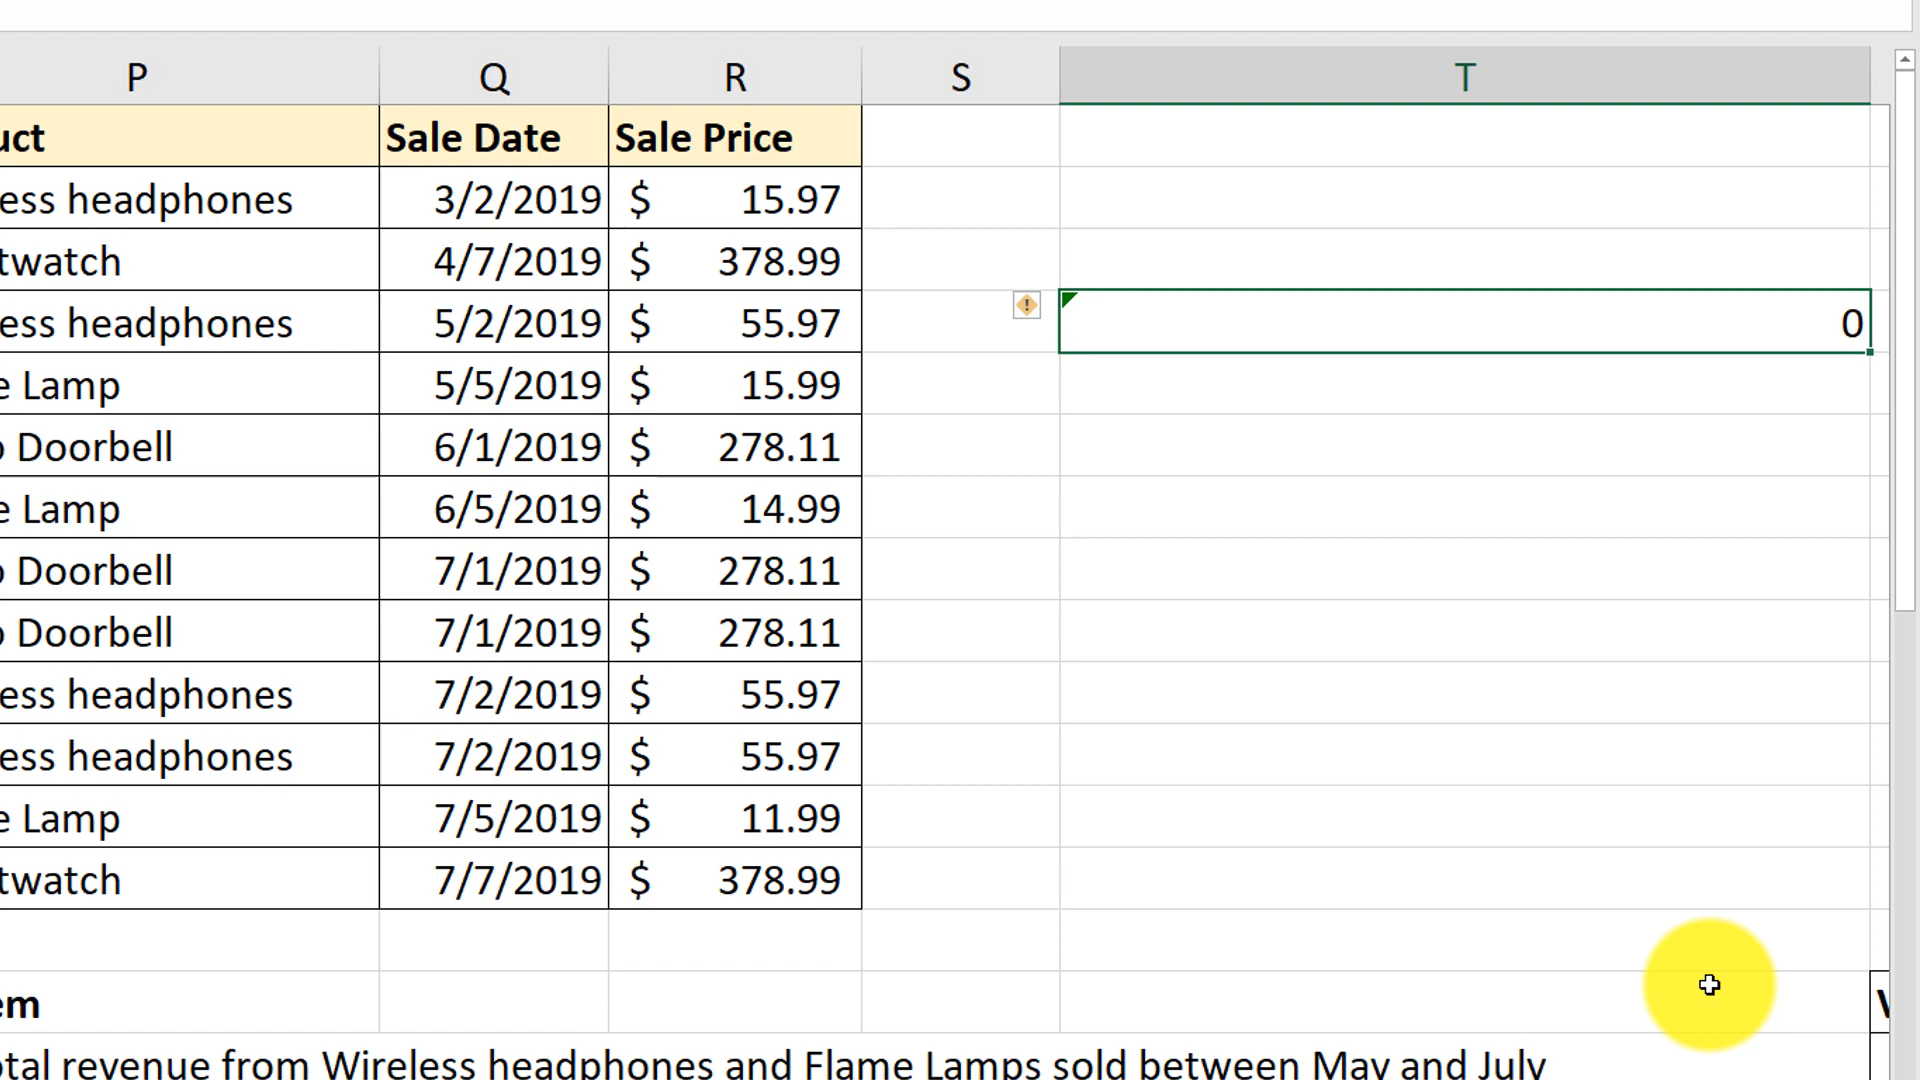 P Q R S T
uct Sale Date Sale Price
ess headphones 3/2/2019 $ 15.97
twatch 4/7/2019 $ 378.99
ess headphones 5/2/2019 $ 55.97 0
e Lamp 5/5/2019 $ 15.99
o Doorbell 6/1/2019 $ 278.11
e Lamp 6/5/2019 $ 14.99
o Doorbell 7/1/2019 $ 278.11
o Doorbell 7/1/2019 $ 278.11
ess headphones 7/2/2019 $ 55.97
ess headphones 7/2/2019 $ 55.97
e Lamp 7/5/2019 $ 11.99
twatch 7/7/2019 $ 378.99
em
otal revenue from Wireless headphones and Flame Lamps sold between May and July